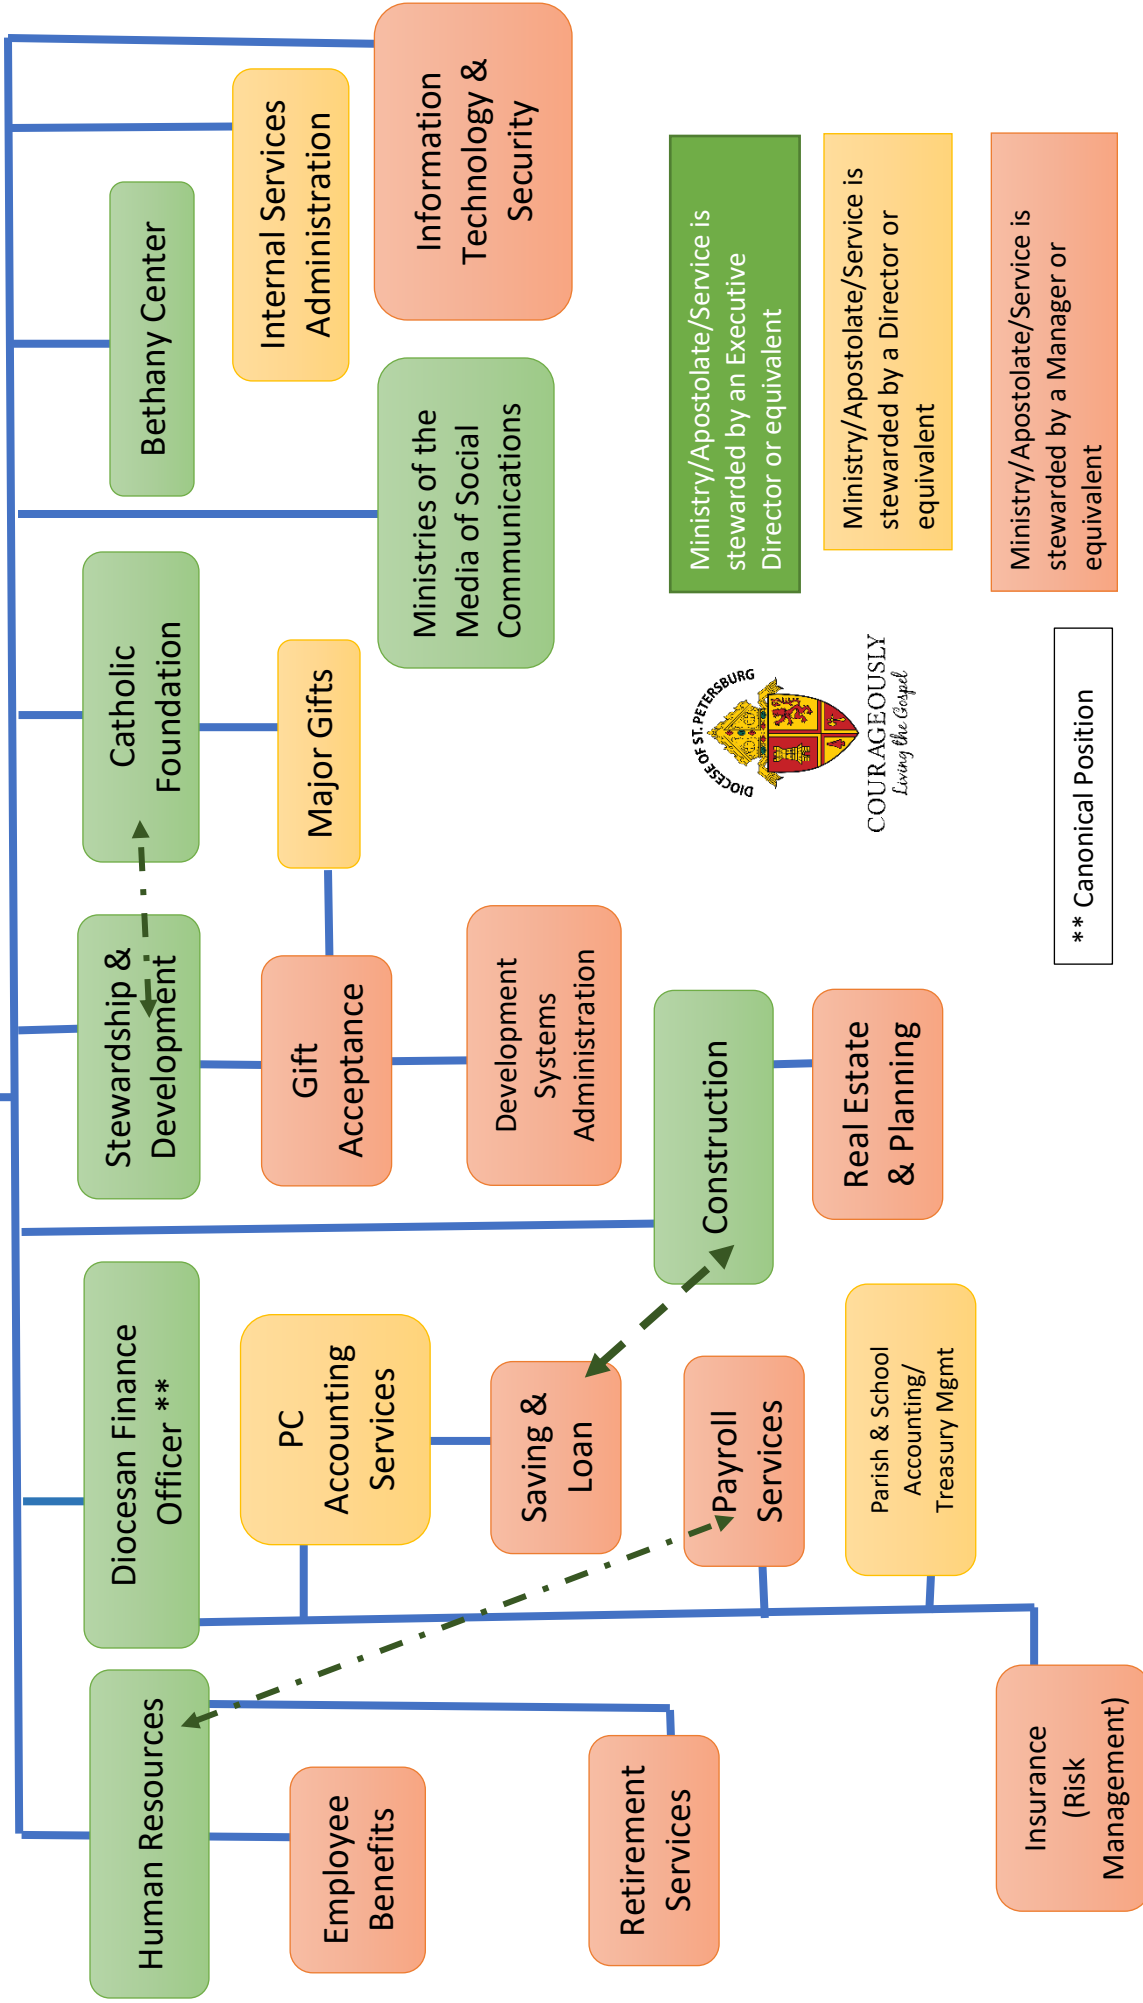 Human Resources
Employee
Benefits
Retirement
Services
Diocesan Finance
Officer **
PC
Accounting
Services
Saving &
Loan
Payroll
Services
Parish & School
Accounting/
Treasury Mgmt
Insurance
(Risk
Management)
Stewardship &
Development
Gift
Acceptance
Development
Systems
Administration
Construction
Real Estate
& Planning
Catholic
Foundation
Major Gifts
Ministries of the
Media of Social
Communications
Bethany Center
Internal Services
Administration
Information
Technology &
Security
DIOCESE OF ST. PETERSBURG
COURAGEOUSLY
Living the Gospel
** Canonical Position
Ministry/Apostolate/Service is
stewarded by an Executive
Director or equivalent
Ministry/Apostolate/Service is
stewarded by a Director or
equivalent
Ministry/Apostolate/Service is
stewarded by a Manager or
equivalent